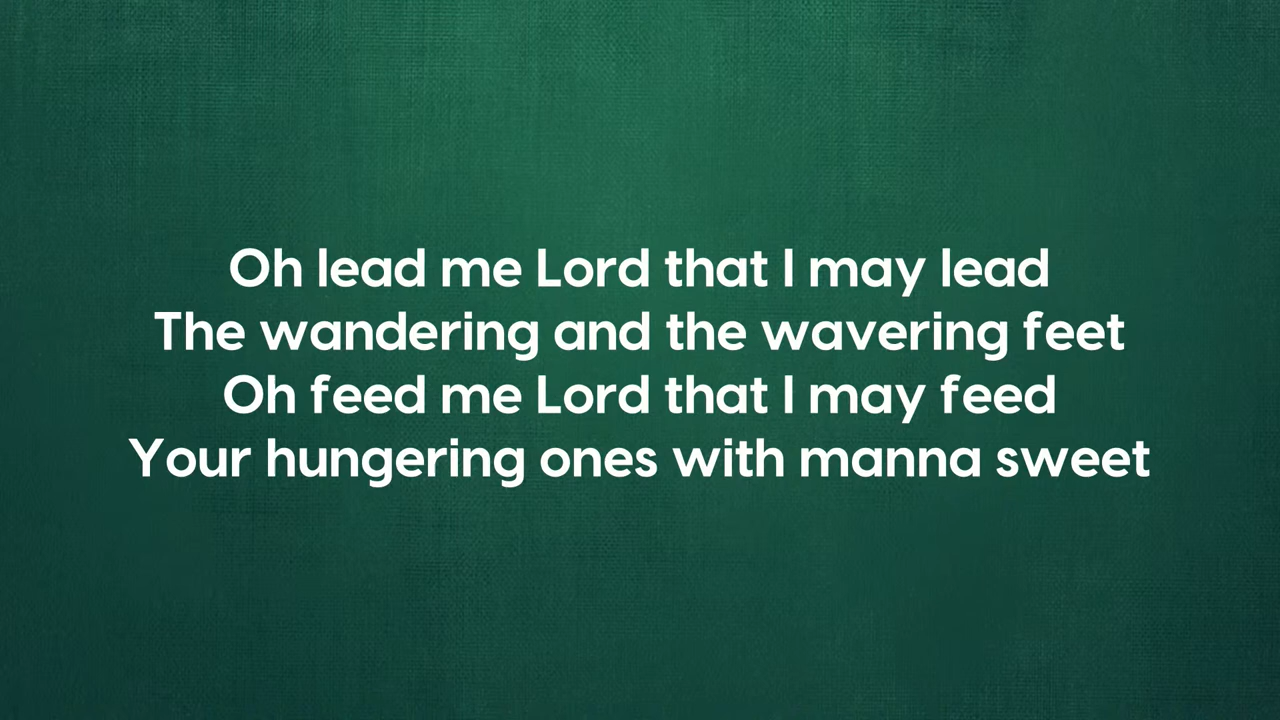 Oh lead me Lord that I may lead
The wandering and the wavering feet
Oh feed me Lord that I may feed
Your hungering ones with manna sweet